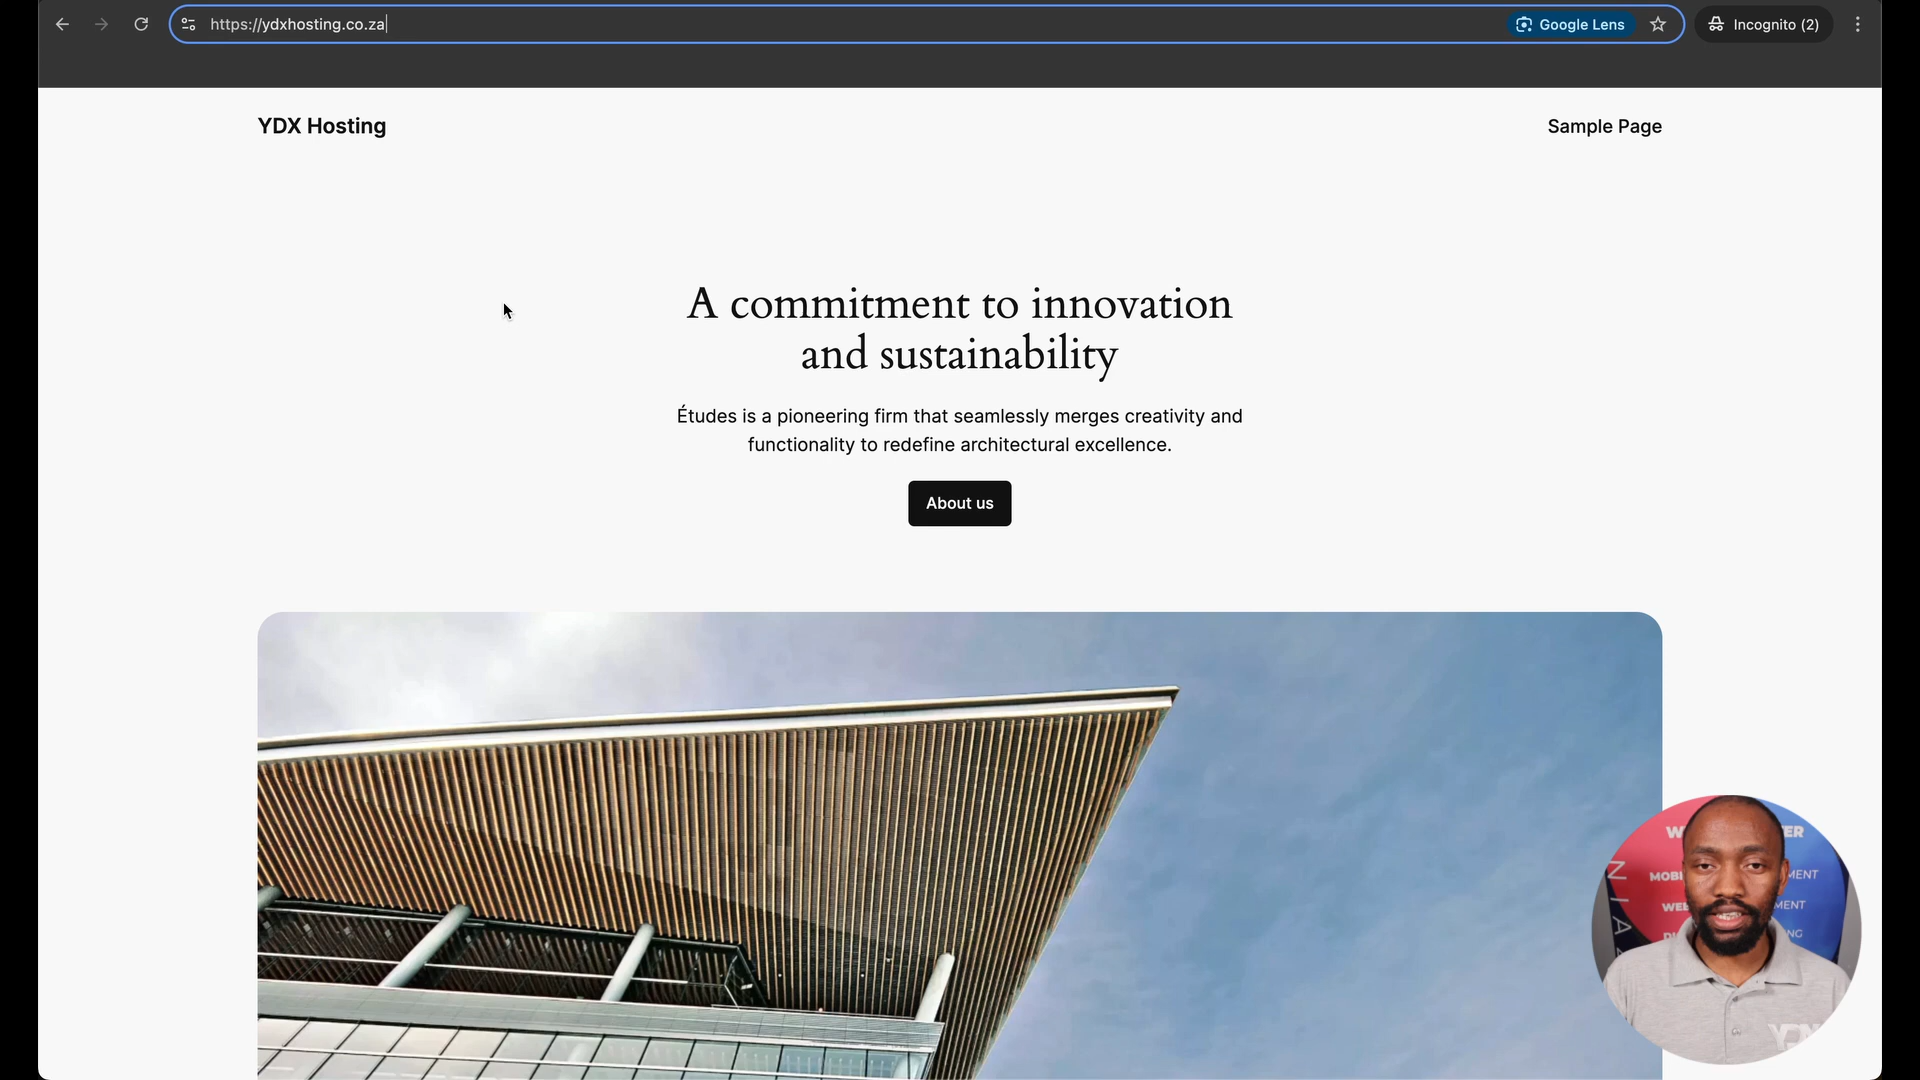 https://ydxhosting.co.za
Google Lens
Incognito (2)
YDX Hosting
Sample Page
A commitment to innovation
and sustainability
Études is a pioneering firm that seamlessly merges creativity and
functionality to redefine architectural excellence.
About us